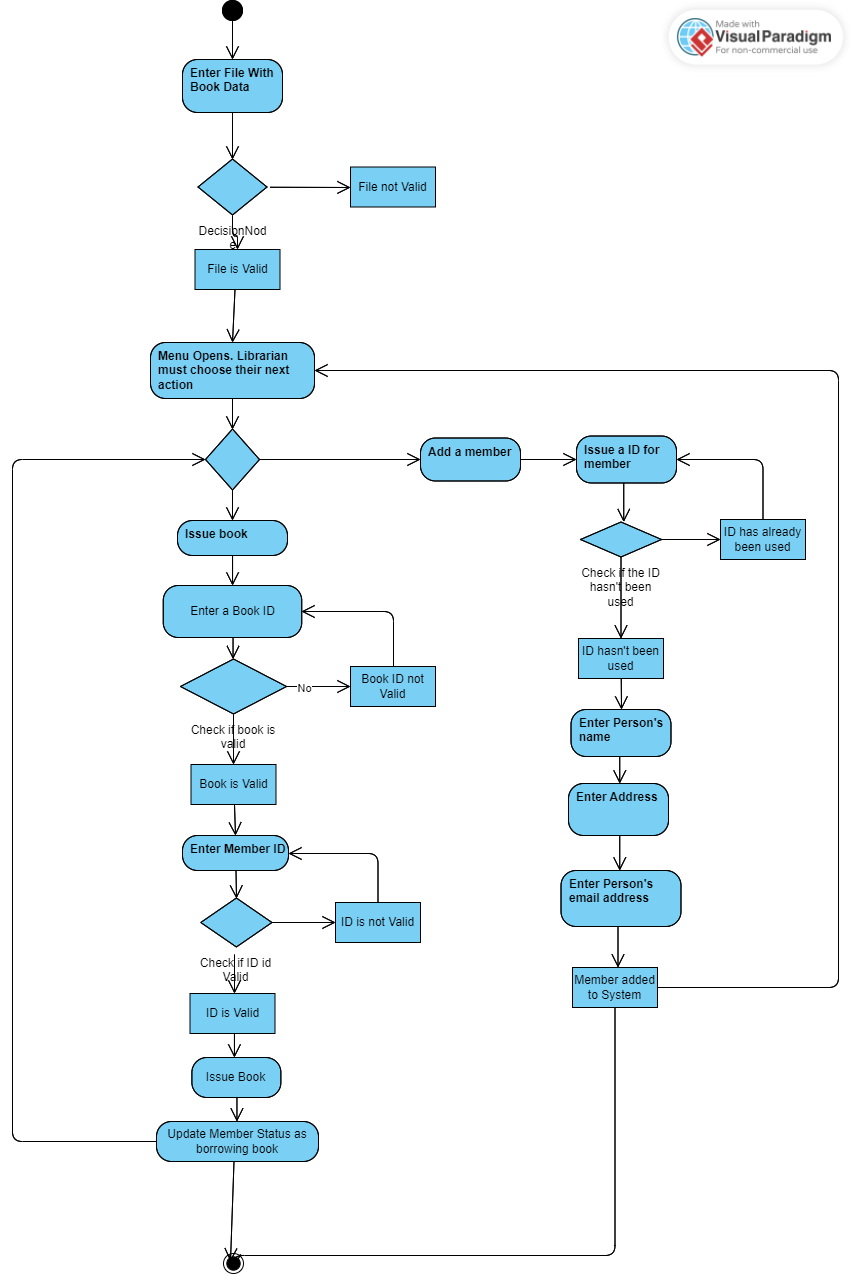 Made with
VisualParadigm
For non-commercial use
Enter File With
Book Data
File not Valid
DecisionNod
e
File is Valid
Menu Opens. Librarian
must choose their next
action
Add a member
Issue a ID for
member
ID has already
been used
Check if the ID
hasn't been
used
ID hasn't been
used
Enter Person's
name
Enter Address
Enter Person's
email address
Member added
to System
Issue book
Enter a Book ID
No
Book ID not
Valid
Check if book is
valid
Book is Valid
Enter Member ID
ID is not Valid
Check if ID id
Valid
ID is Valid
Issue Book
Update Member Status as
borrowing book